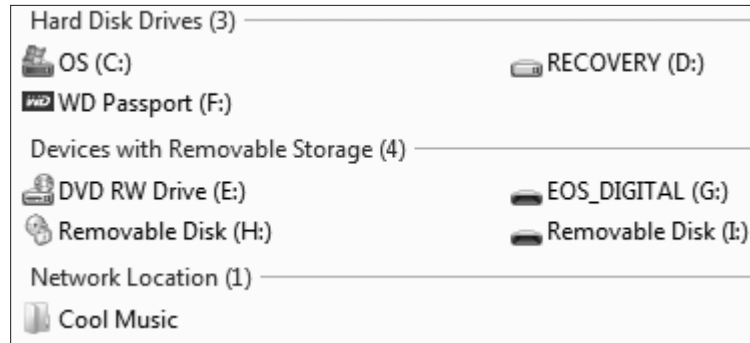 Hard Disk Drives (3)
OS (C:) RECOVERY (D:)
WD WD Passport (F:)
Devices with Removable Storage (4)
DVD RW Drive (E:) EOS_DIGITAL (G:)
Removable Disk (H:) Removable Disk (I:)
Network Location (1)
Cool Music